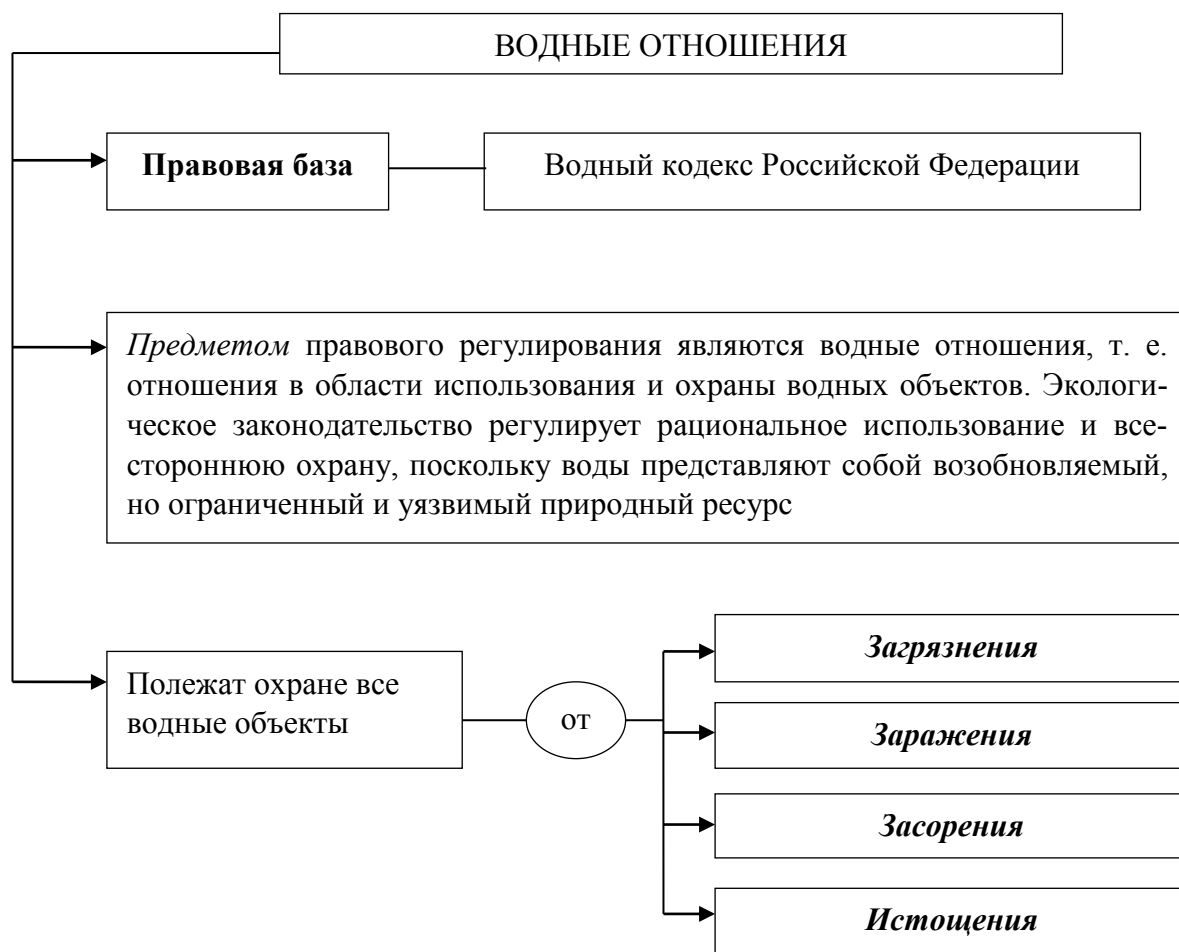 ВОДНЫЕ ОТНОШЕНИЯ
Правовая база
Водный кодекс Российской Федерации
Предметом правового регулирования являются водные отношения, т. е.
отношения в области использования и охраны водных объектов. Экологи-
ческое законодательство регулирует рациональное использование и все-
стороннюю охрану, поскольку воды представляют собой возобновляемый,
но ограниченный и уязвимый природный ресурс
Полежат охране все
водные объекты
от
Загрязнения
Заражения
Засорения
Истощения